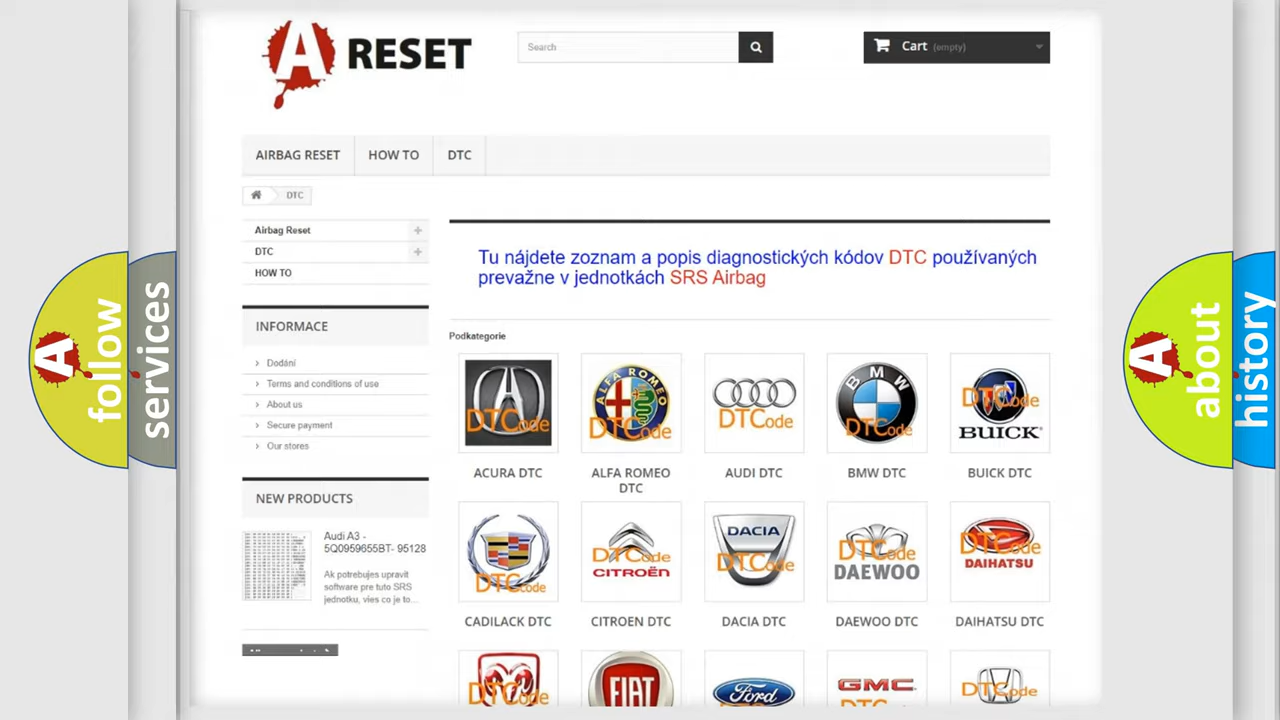 A RESET
Search
Cart (empty)
AIRBAG RESET
HOW TO
DTC
DTC
Airbag Reset
DTC
HOW TO
INFORMACE
Dodání
Terms and conditions of use
About us
Secure payment
Our stores
NEW PRODUCTS
Audi A3 -
5Q0959655BT- 95128
Ak potrebujes upravit
software pre tuto SRS
jednotku, vies co je to...
Tu nájdete zoznam a popis diagnostických kódov DTC používaných
prevažne v jednotkách SRS Airbag
Podkategorie
DTCode
ALFA ROMEO
DTCode
DTCode
BMW
DTCode
DTCode
BUICK
ACURA DTC
ALFA ROMEO
DTC
AUDI DTC
BMW DTC
BUICK DTC
DTCode
DTCode
CITROËN
DACIA
DTCode
DTCode
DAEWOO
DTCode
DAIHATSU
CADILACK DTC
CITROEN DTC
DACIA DTC
DAEWOO DTC
DAIHATSU DTC
DTCode
FIAT
Ford
GMC
DTCode
A follow
services
A about
history